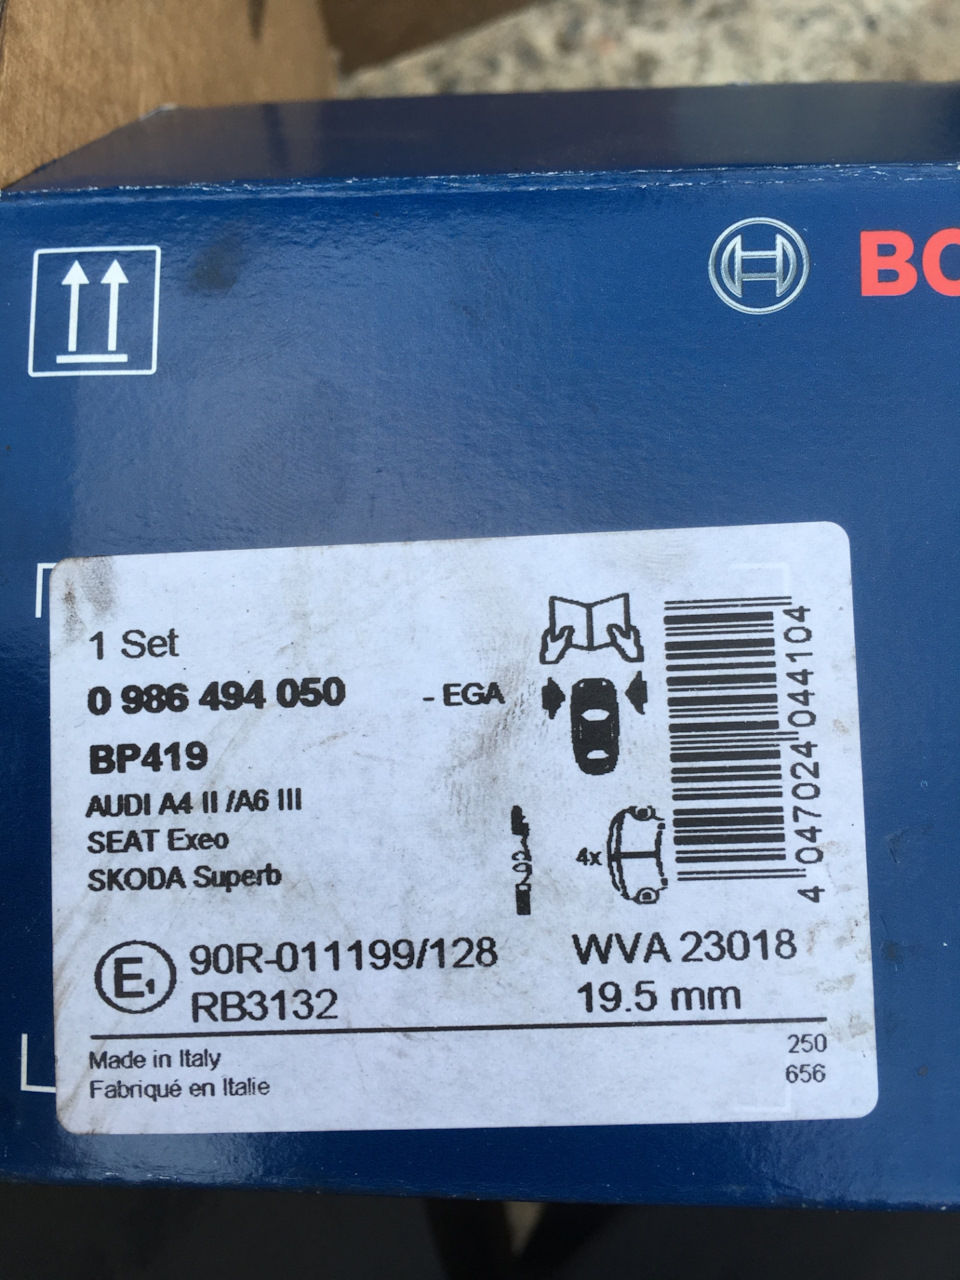 BO
1 Set
0 986 494 050
- EGA
BP419
AUDI A4 II /A6 III
SEAT Exeo
SKODA Superb
4x
4 047024 044104
E1
90R-011199/128
RB3132
WVA 23018
19.5 mm
Made in Italy
Fabriqué en Italie
250
656